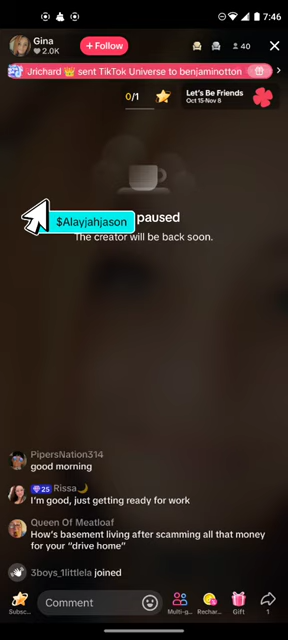 7:46
Gina
2.0K
+ Follow
40
Jrichard 👑 sent TikTok Universe to benjaminotton
0/1
Let's Be Friends
Oct 15-Nov 8
paused
$Alayjahjason
The creator will be back soon.
PipersNation314
good morning
25 Rissa🌙
I'm good, just getting ready for work
Queen Of Meatloaf
How's basement living after scamming all that money
for your "drive home"
3boys_1littlela joined
Subsc...
Comment
Multi-g...
Rechar...
Gift
1